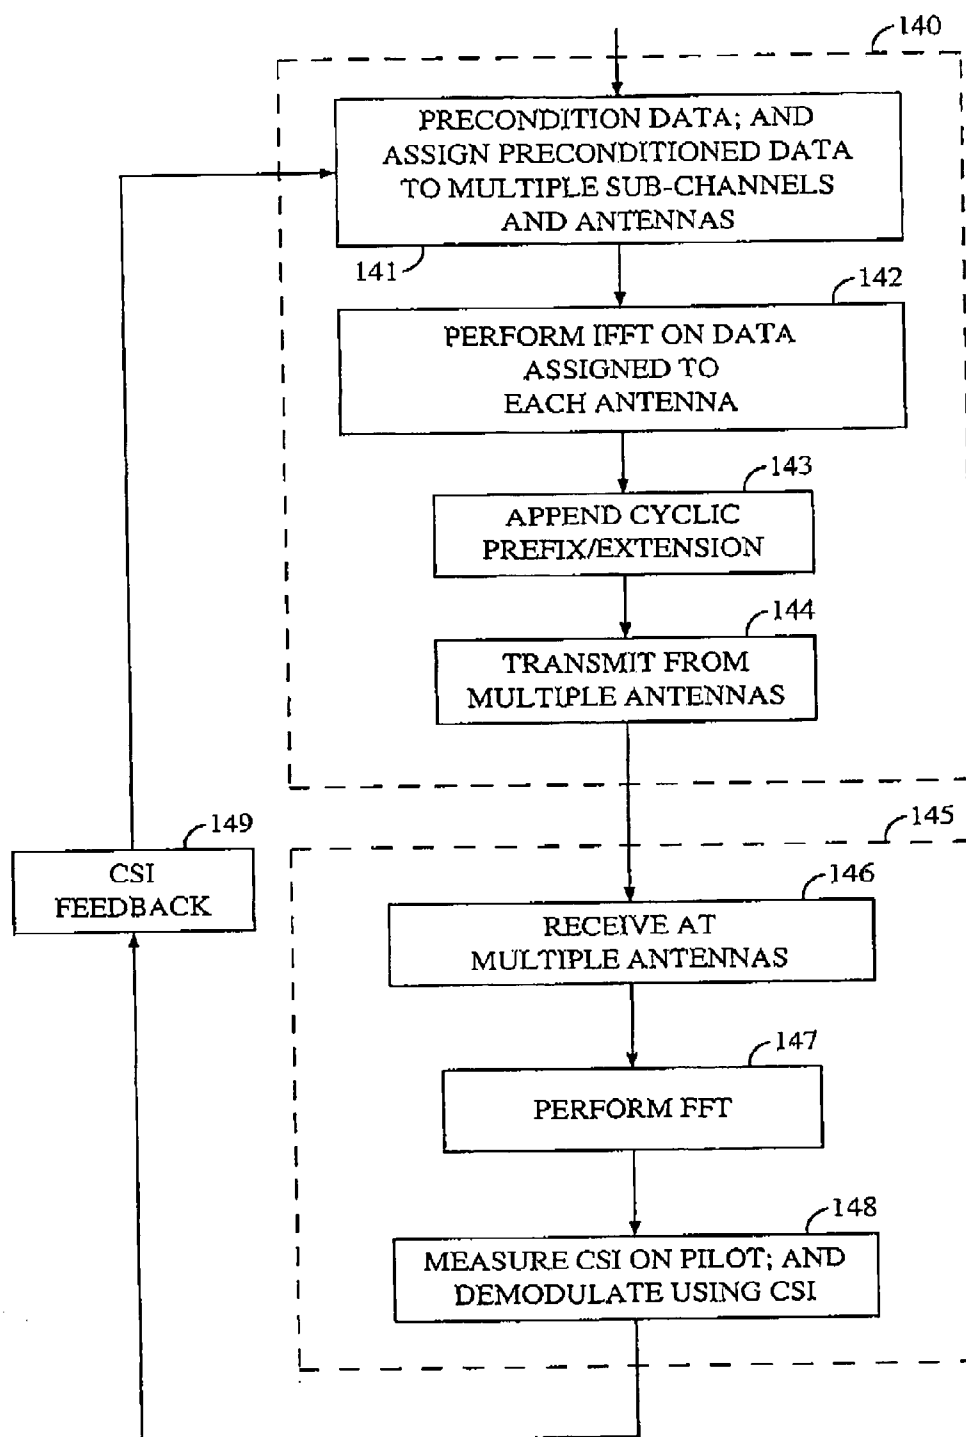 140
PRECONDITION DATA; AND
ASSIGN PRECONDITIONED DATA
TO MULTIPLE SUB-CHANNELS
AND ANTENNAS
141
142
PERFORM IFFT ON DATA
ASSIGNED TO
EACH ANTENNA
143
APPEND CYCLIC
PREFIX/EXTENSION
144
TRANSMIT FROM
MULTIPLE ANTENNAS
145
149
CSI
FEEDBACK
146
RECEIVE AT
MULTIPLE ANTENNAS
147
PERFORM FFT
148
MEASURE CSI ON PILOT; AND
DEMODULATE USING CSI